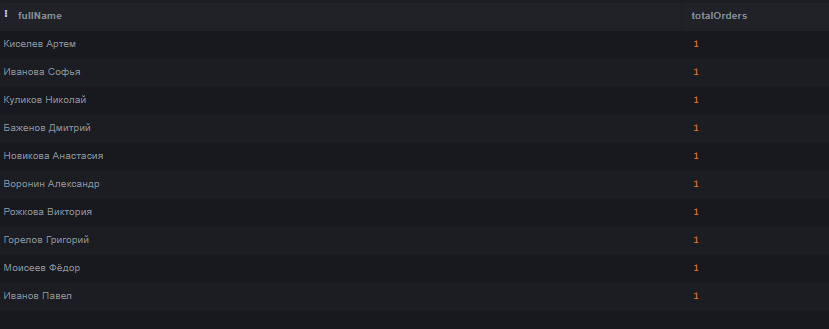 fullName totalOrders
Киселев Артем 1
Иванова Софья 1
Куликов Николай 1
Баженов Дмитрий 1
Новикова Анастасия 1
Воронин Александр 1
Рожкова Виктория 1
Горелов Григорий 1
Моисеев Фёдор 1
Иванов Павел 1